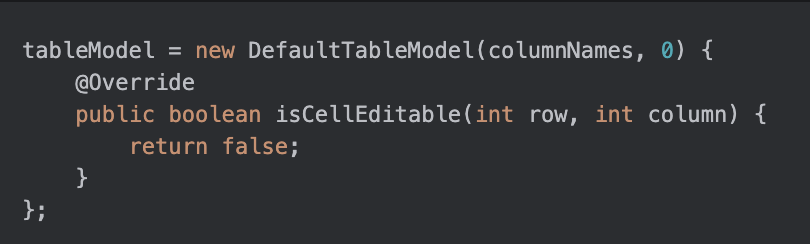 tableModel = new DefaultTableModel(columnNames, 0) {
    @Override
    public boolean isCellEditable(int row, int column) {
        return false;
    }
};